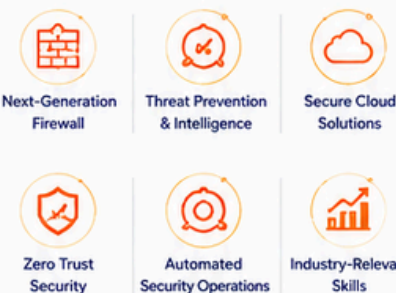 Next-Generation
Firewall
Threat Prevention
& Intelligence
Secure Cloud
Solutions
Zero Trust
Security
Automated
Security Operations
Industry-Releva
Skills